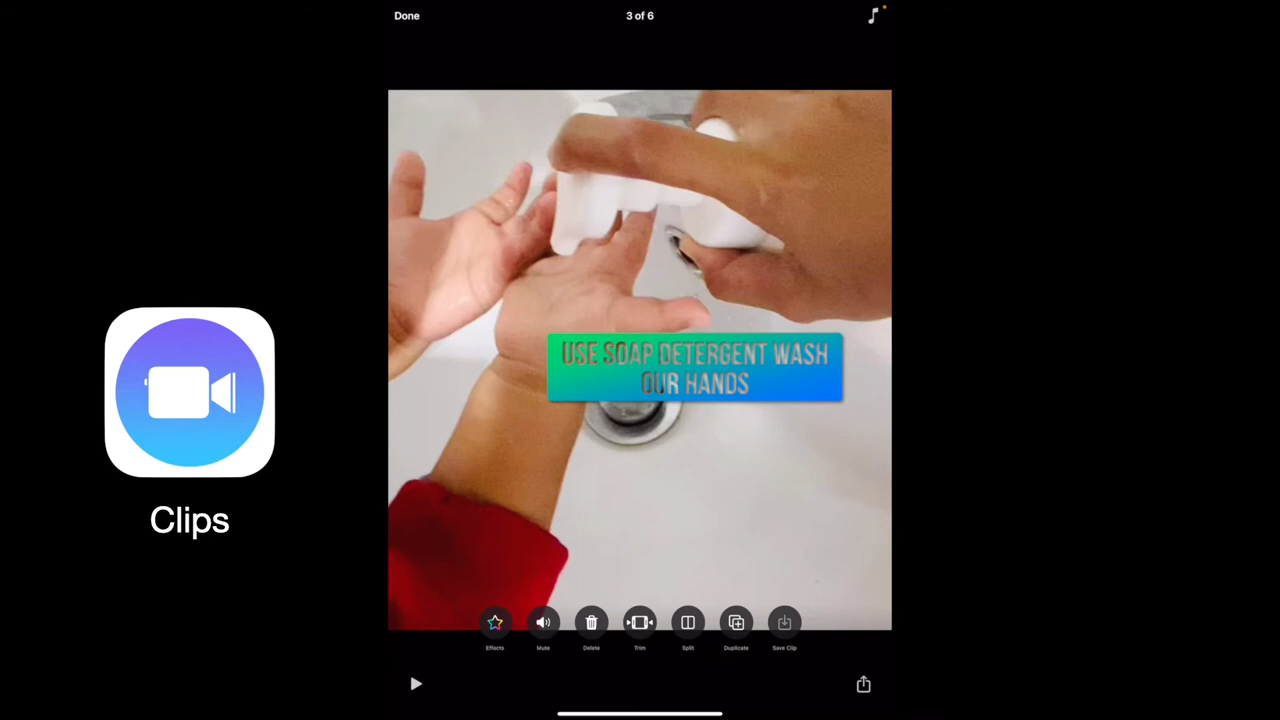 Done
3 of 6
USE SOAP DETERGENT WASH
OUR HANDS
Clips
Effects
Mute
Delete
Trim
Split
Duplicate
Save Clip